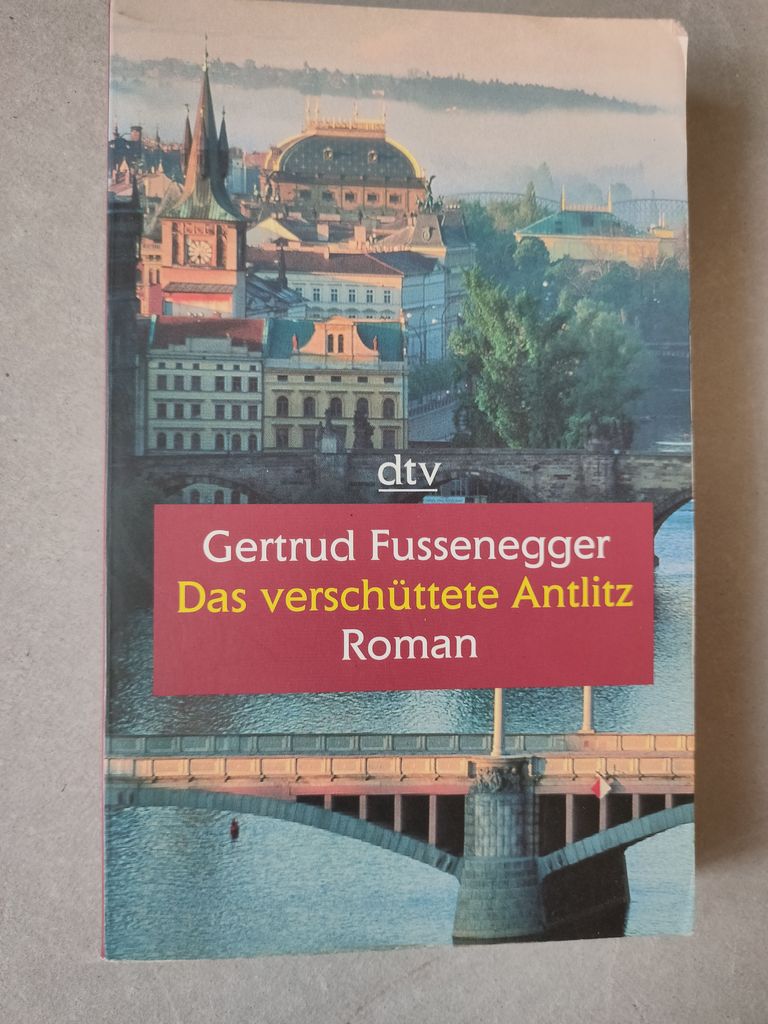 dtv
Gertrud Fussenegger
Das verschüttete Antlitz
Roman